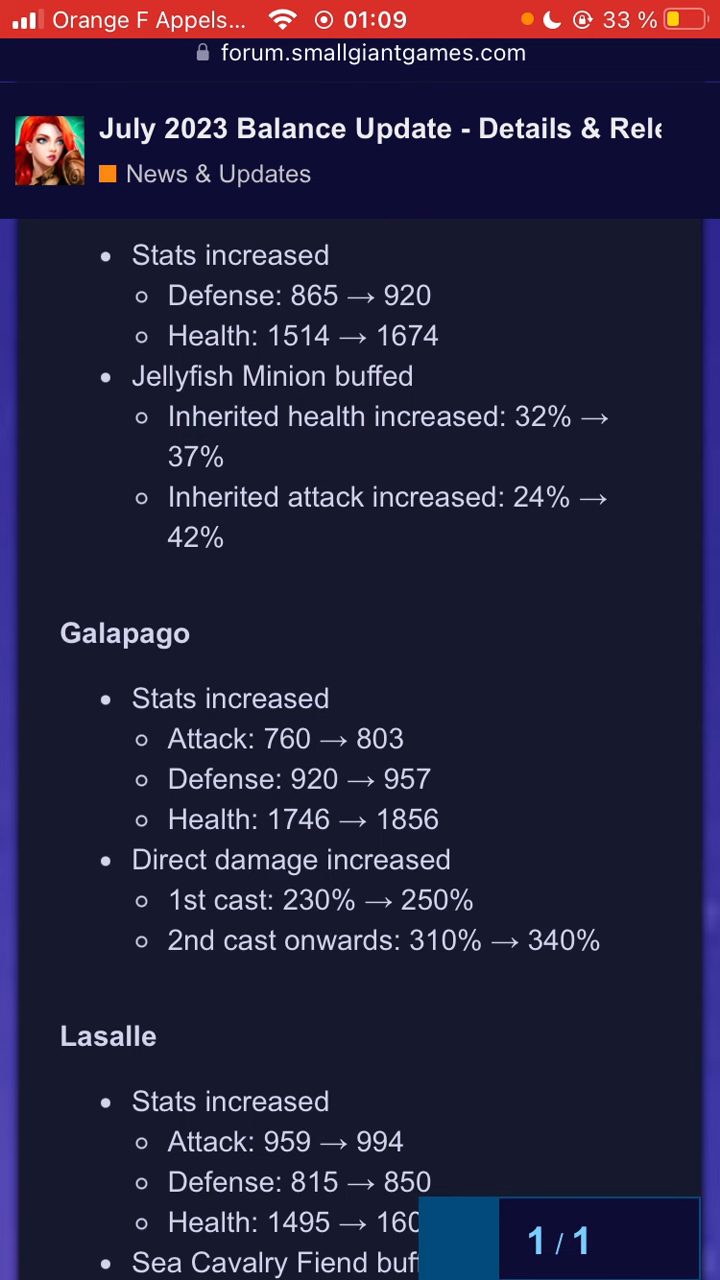 Orange F Appels... 01:09 33 %
forum.smallgiantgames.com
July 2023 Balance Update - Details & Rele
News & Updates
• Stats increased
○ Defense: 865 → 920
○ Health: 1514 → 1674
• Jellyfish Minion buffed
○ Inherited health increased: 32% →
37%
○ Inherited attack increased: 24% →
42%
Galapago
• Stats increased
○ Attack: 760 → 803
○ Defense: 920 → 957
○ Health: 1746 → 1856
• Direct damage increased
○ 1st cast: 230% → 250%
○ 2nd cast onwards: 310% → 340%
Lasalle
• Stats increased
○ Attack: 959 → 994
○ Defense: 815 → 850
○ Health: 1495 → 160
• Sea Cavalry Fiend buf
1 / 1